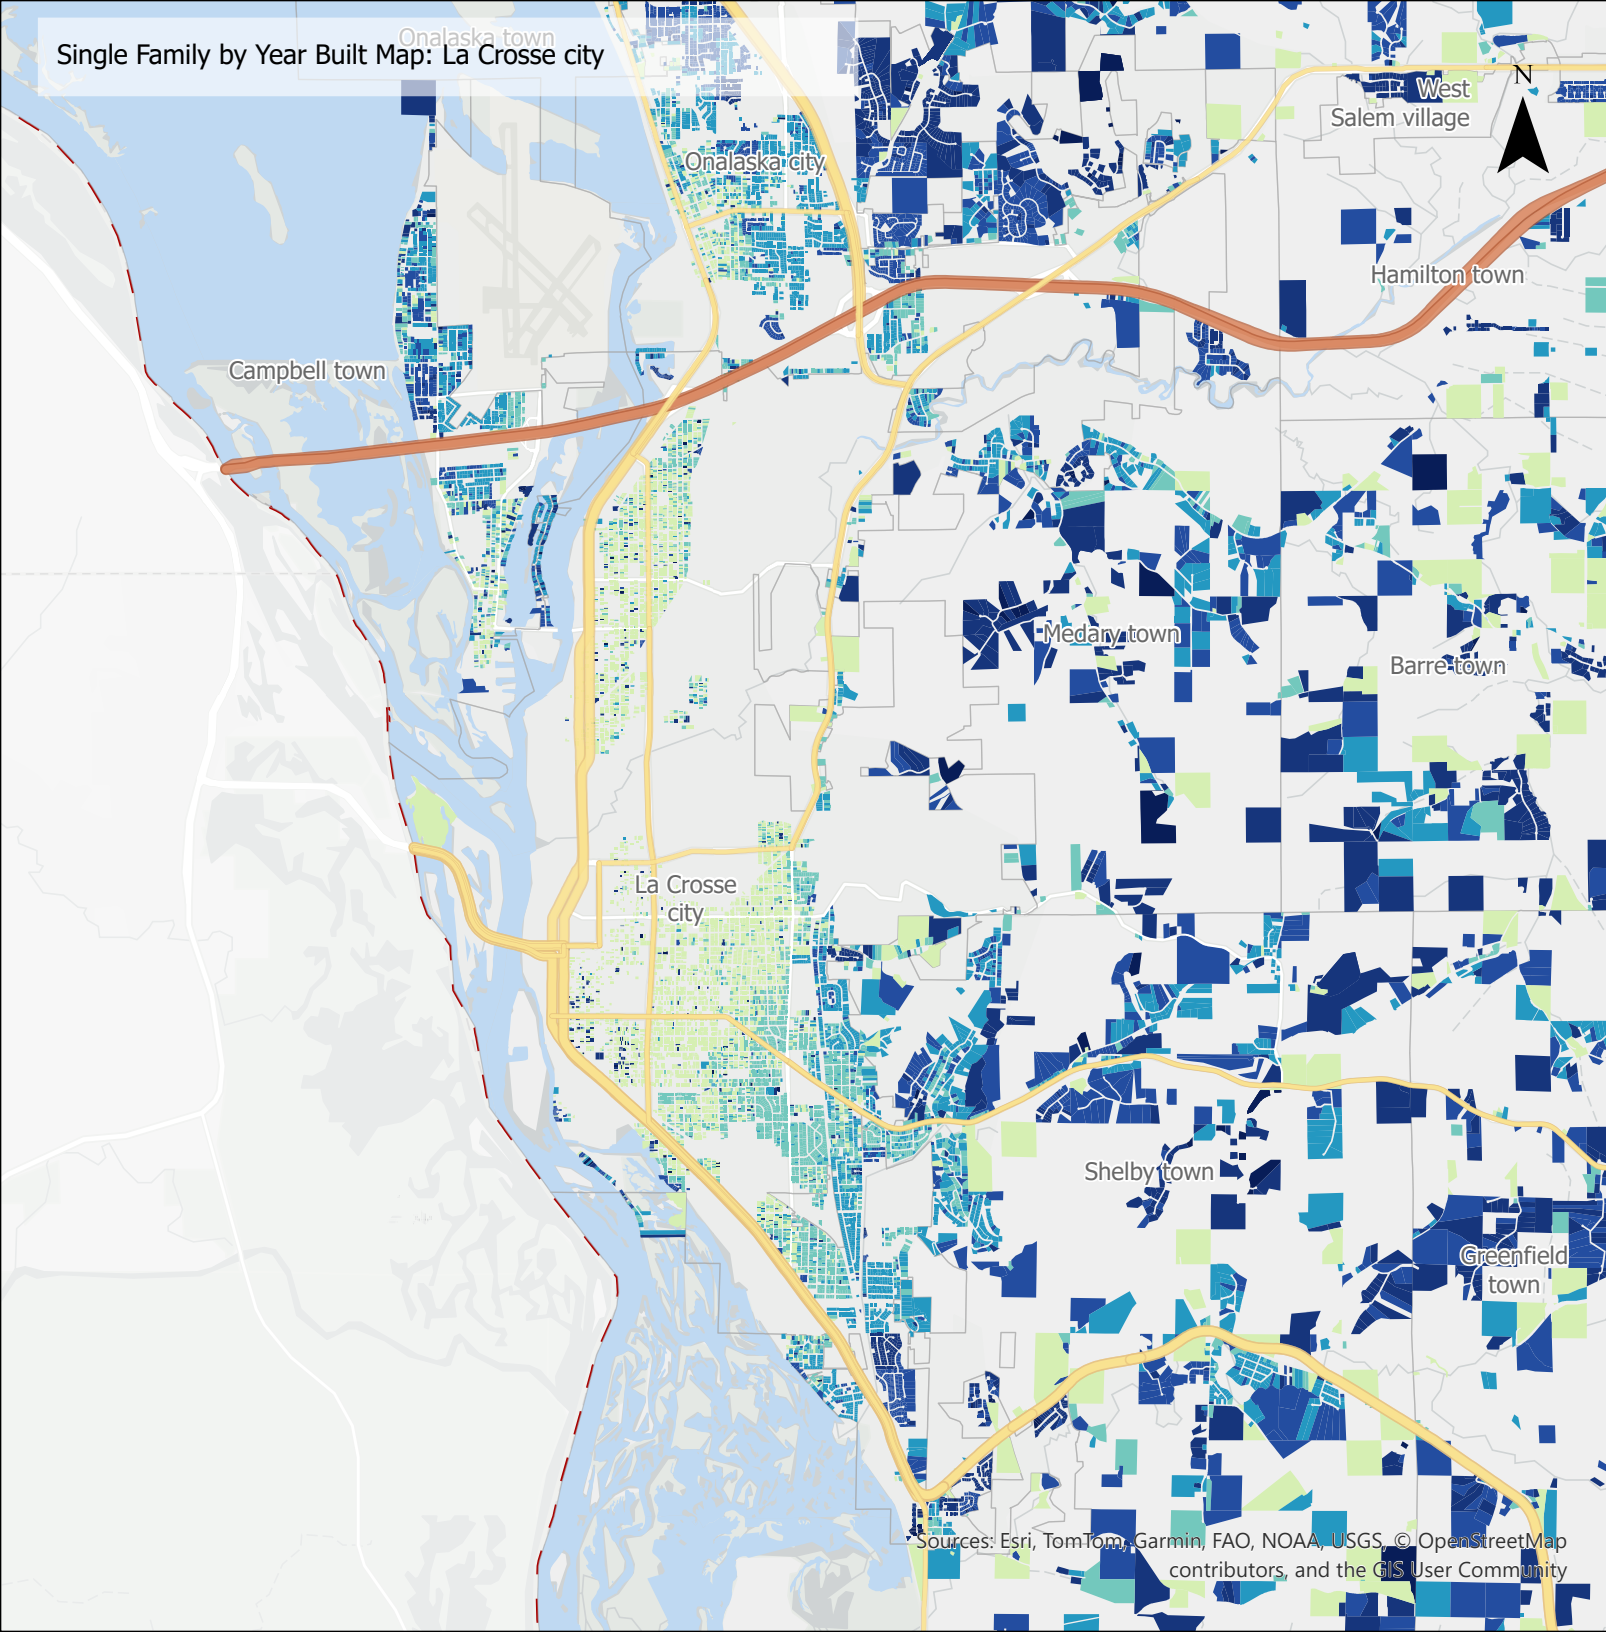 Onalaska town
Single Family by Year Built Map: La Crosse city
N
West
Salem village
Onalaska city
Hamilton town
Campbell town
Medary town
Barre town
La Crosse
city
Shelby town
Greenfield
town
Sources: Esri, TomTom, Garmin, FAO, NOAA, USGS, © OpenStreetMap
contributors, and the GIS User Community